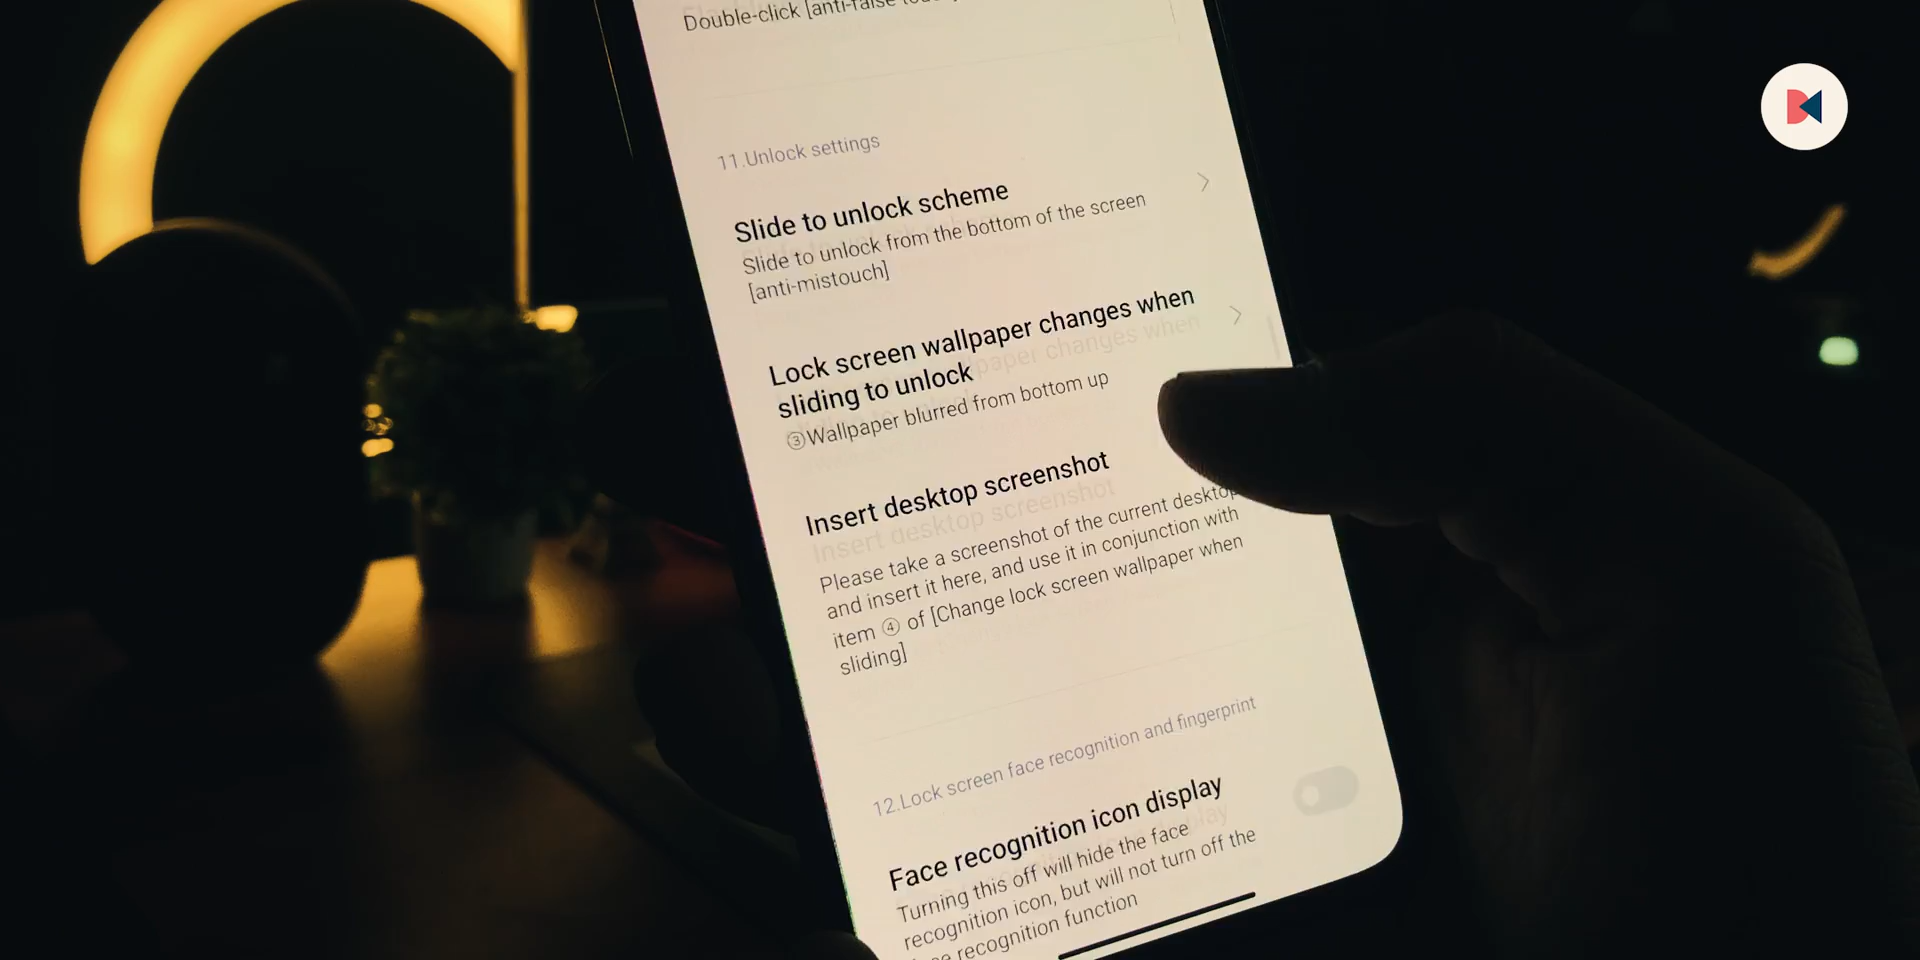 Double-click [anti-false
11.Unlock settings
Slide to unlock scheme
Slide to unlock from the bottom of the screen
[anti-mistouch]
Lock screen wallpaper changes when
sliding to unlock
③Wallpaper blurred from bottom up
Insert desktop screenshot
Please take a screenshot of the current desktop
and insert it here, and use it in conjunction with
item ④ of [Change lock screen wallpaper when
sliding]
12.Lock screen face recognition and fingerprint
Face recognition icon display
Turning this off will hide the face
recognition icon, but will not turn off the
recognition function